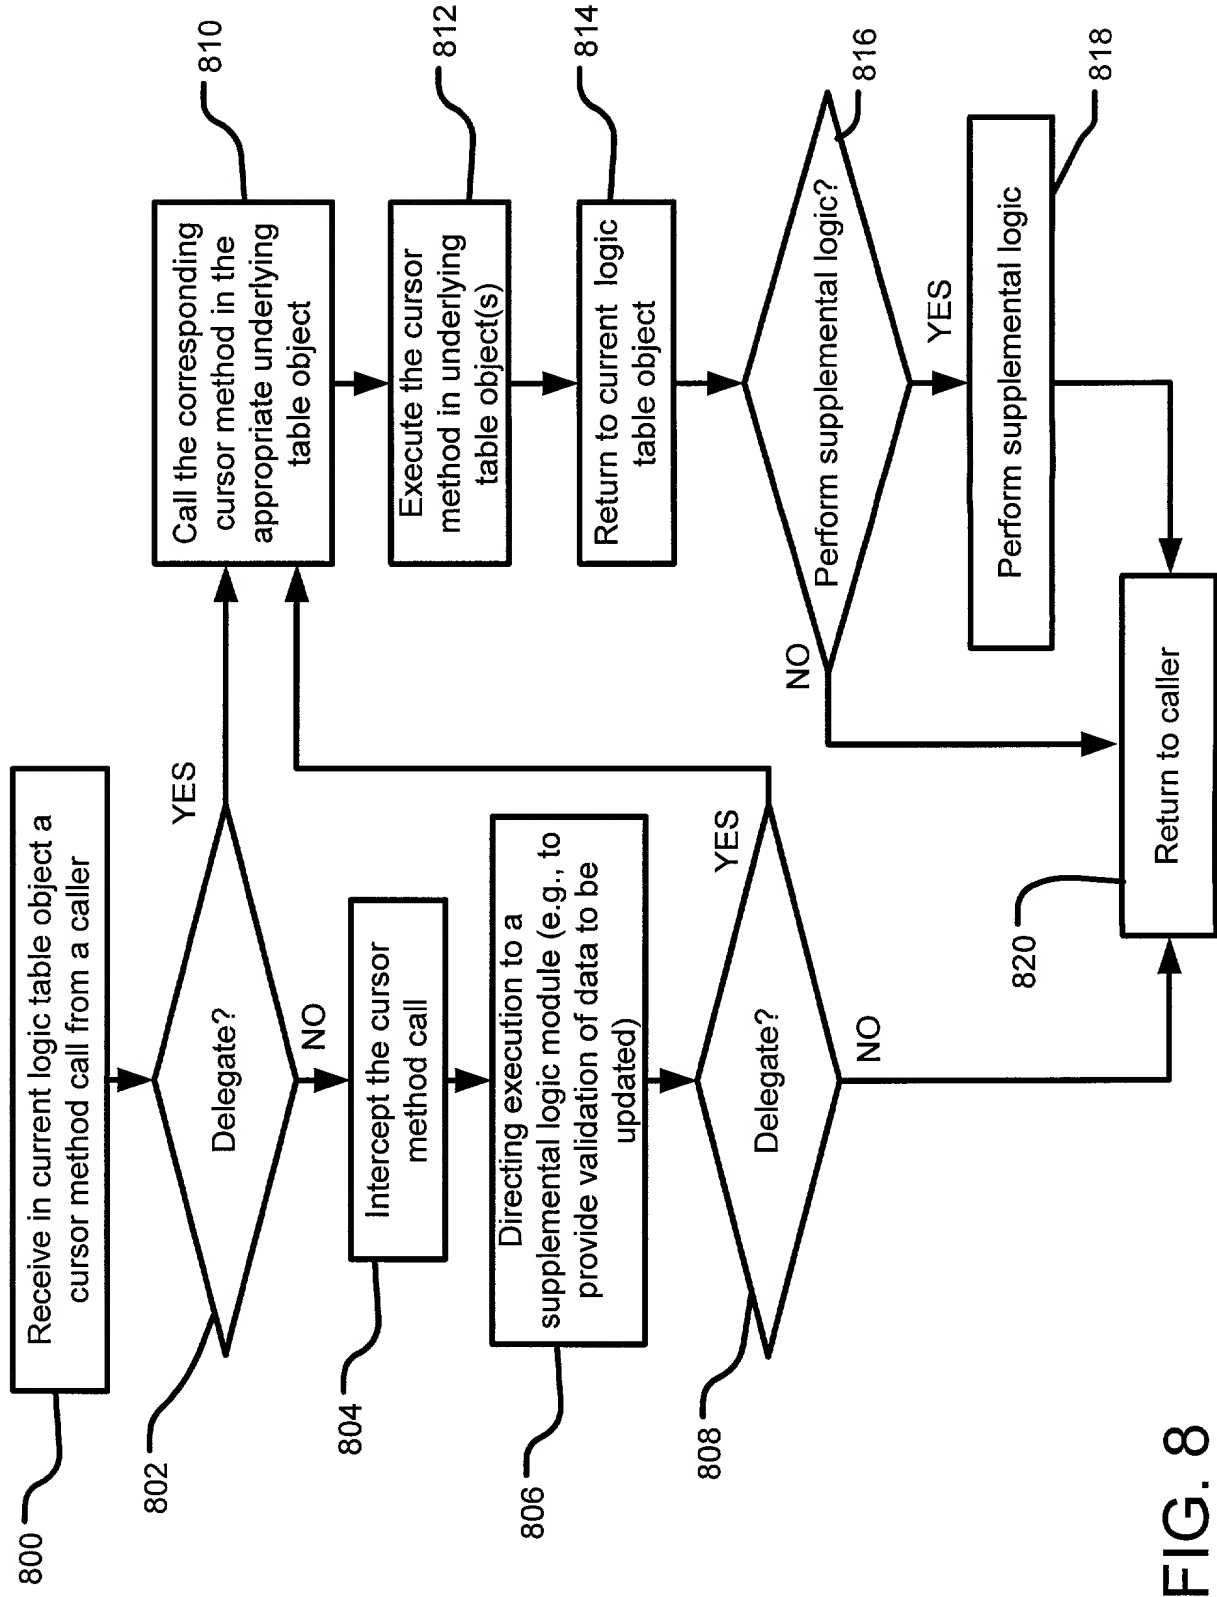 800
Receive in current logic table object a
cursor method call from a caller
802
Delegate?
YES
NO
804
Intercept the cursor
method call
806
Directing execution to a
supplemental logic module (e.g., to
provide validation of data to be
updated)
808
Delegate?
YES
NO
810
Call the corresponding
cursor method in the
appropriate underlying
table object
812
Execute the cursor
method in underlying
table object(s)
814
Return to current logic
table object
816
Perform supplemental logic?
NO
YES
818
Perform supplemental logic
820
Return to caller
FIG. 8